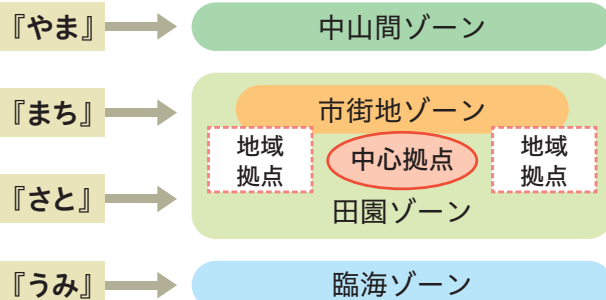 『やま』
中山間ゾーン
『まち』
市街地ゾーン
地域
拠点
中心拠点
地域
拠点
『さと』
田園ゾーン
『うみ』
臨海ゾーン